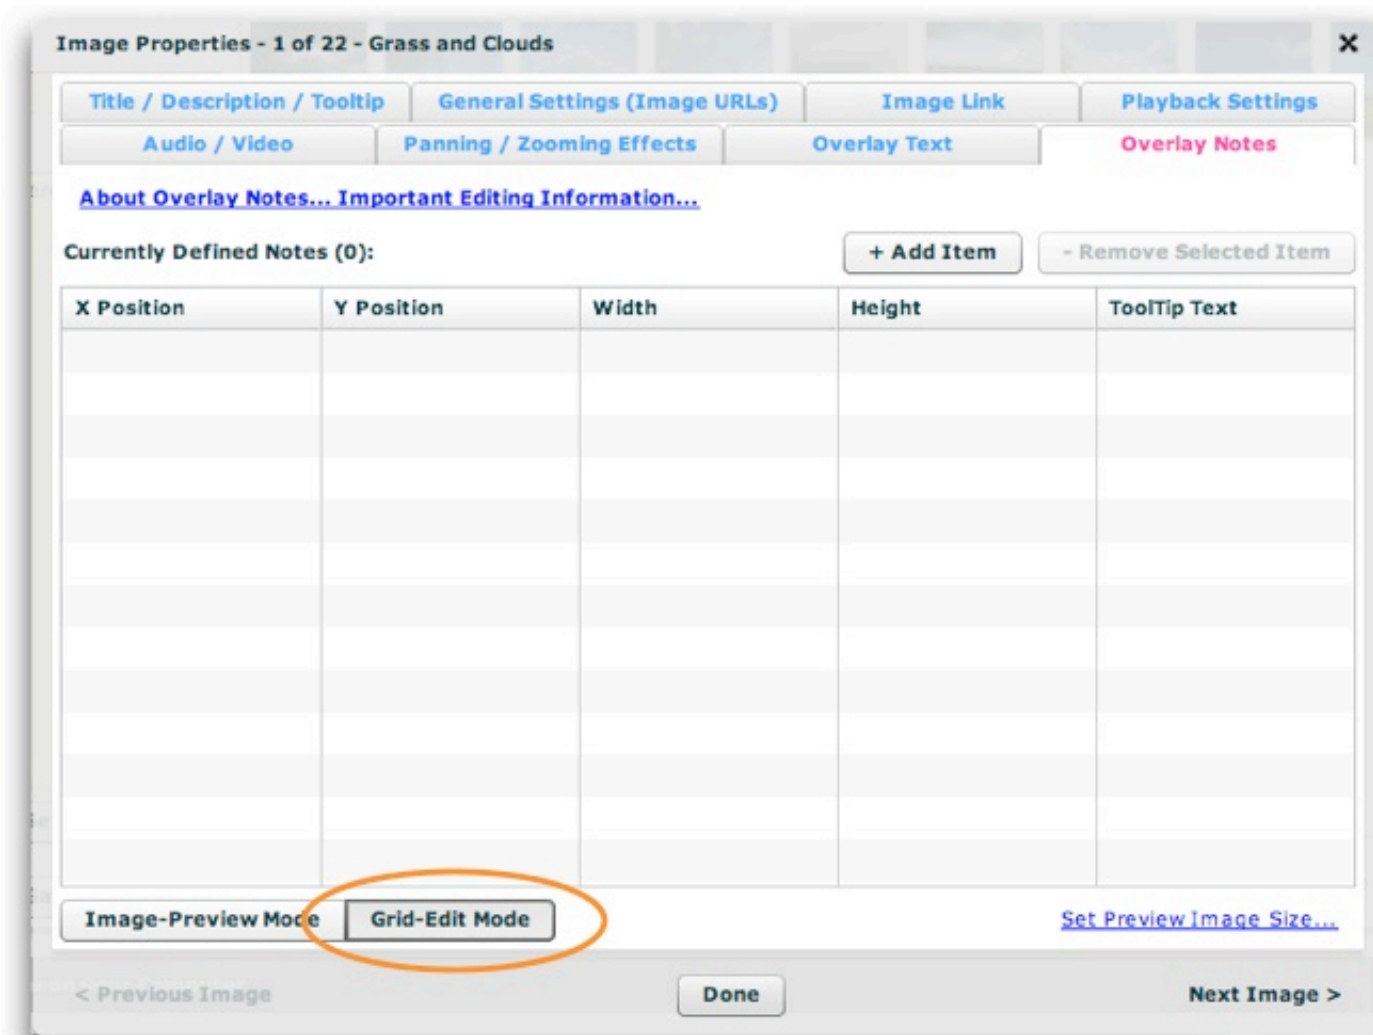 Image Properties - 1 of 22 - Grass and Clouds
Title / Description / Tooltip General Settings (Image URLs) Image Link Playback Settings
Audio / Video Panning / Zooming Effects Overlay Text Overlay Notes
About Overlay Notes... Important Editing Information...
Currently Defined Notes (0): + Add Item - Remove Selected Item
X Position Y Position Width Height ToolTip Text
Image-Preview Mode Grid-Edit Mode Set Preview Image Size...
< Previous Image Done Next Image >